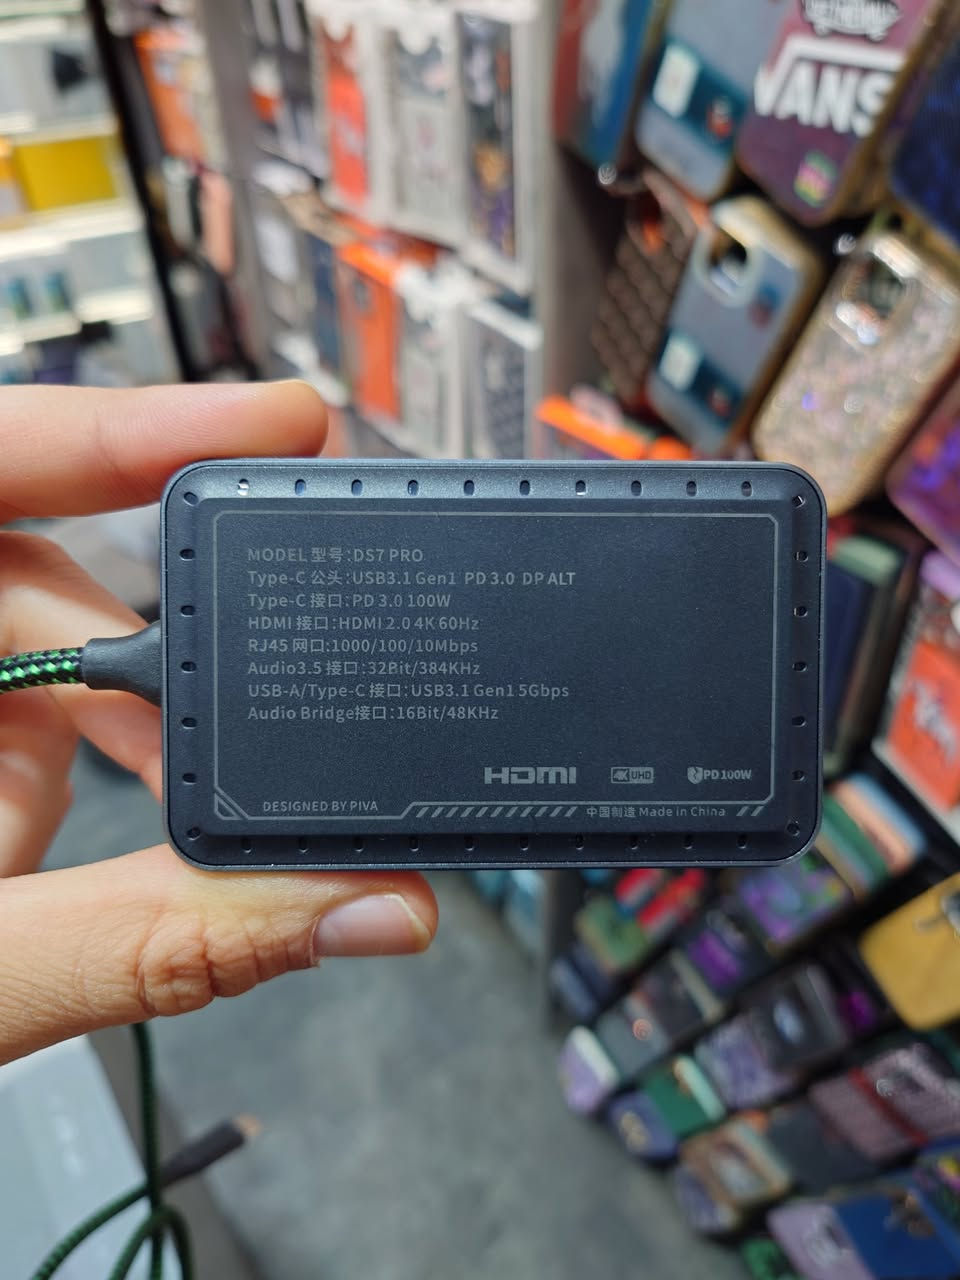 VANS
MODEL 型号:DS7 PRO
Type-C 公头:USB3.1 Gen1 PD 3.0 DP ALT
Type-C 接口:PD 3.0 100W
HDMI 接口:HDMI 2.0 4K 60Hz
RJ45 网口:1000/100/10Mbps
Audio3.5 接口:32Bit/384KHz
USB-A/Type-C 接口:USB3.1 Gen1 5Gbps
Audio Bridge接口:16Bit/48KHz
HDMI 4K UHD PD 100W
DESIGNED BY PIVA 中国制造 Made in China